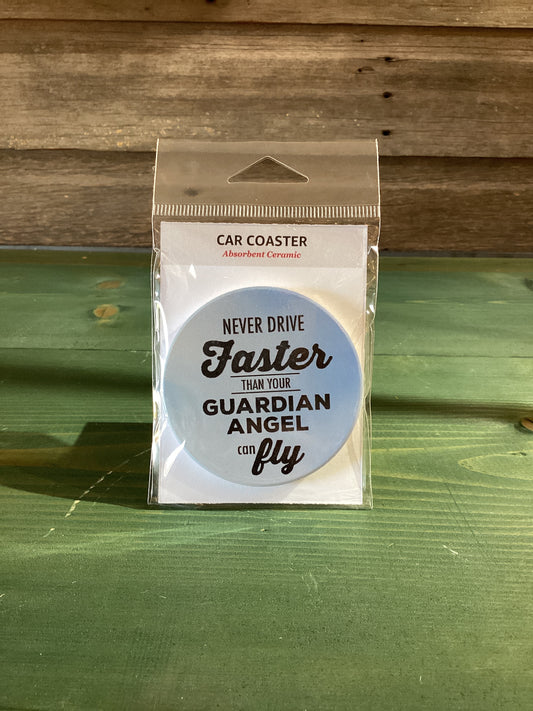 CAR COASTER
Absorbent Ceramic
NEVER DRIVE
Faster
THAN YOUR
GUARDIAN
ANGEL
can fly